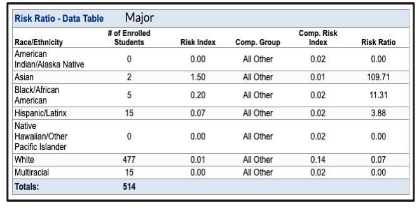 Risk Ratio - Data Table Major
Race/Ethnicity # of Enrolled Students Risk Index Comp. Group Comp. Risk Index Risk Ratio
American Indian/Alaska Native 0 0.00 All Other 0.02 0.00
Asian 2 1.50 All Other 0.01 109.71
Black/African American 5 0.20 All Other 0.02 11.31
Hispanic/Latinx 15 0.07 All Other 0.02 3.88
Native Hawaiian/Other Pacific Islander 0 0.00 All Other 0.02 0.00
White 477 0.01 All Other 0.14 0.07
Multiracial 15 0.00 All Other 0.02 0.00
Totals: 514